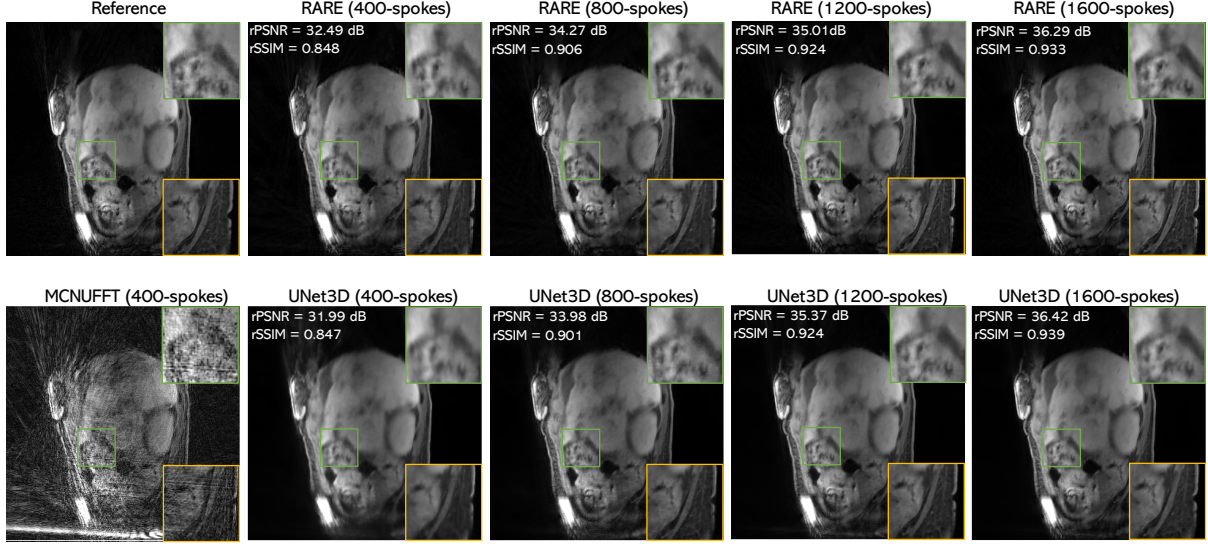 Reference
RARE (400-spokes)
RARE (800-spokes)
RARE (1200-spokes)
RARE (1600-spokes)
rPSNR = 32.49 dB
rSSIM = 0.848
rPSNR = 34.27 dB
rSSIM = 0.906
rPSNR = 35.01dB
rSSIM = 0.924
rPSNR = 36.29 dB
rSSIM = 0.933
MCNUFFT (400-spokes)
UNet3D (400-spokes)
UNet3D (800-spokes)
UNet3D (1200-spokes)
UNet3D (1600-spokes)
rPSNR = 31.99 dB
rSSIM = 0.847
rPSNR = 33.98 dB
rSSIM = 0.901
rPSNR = 35.37 dB
rSSIM = 0.924
rPSNR = 36.42 dB
rSSIM = 0.939